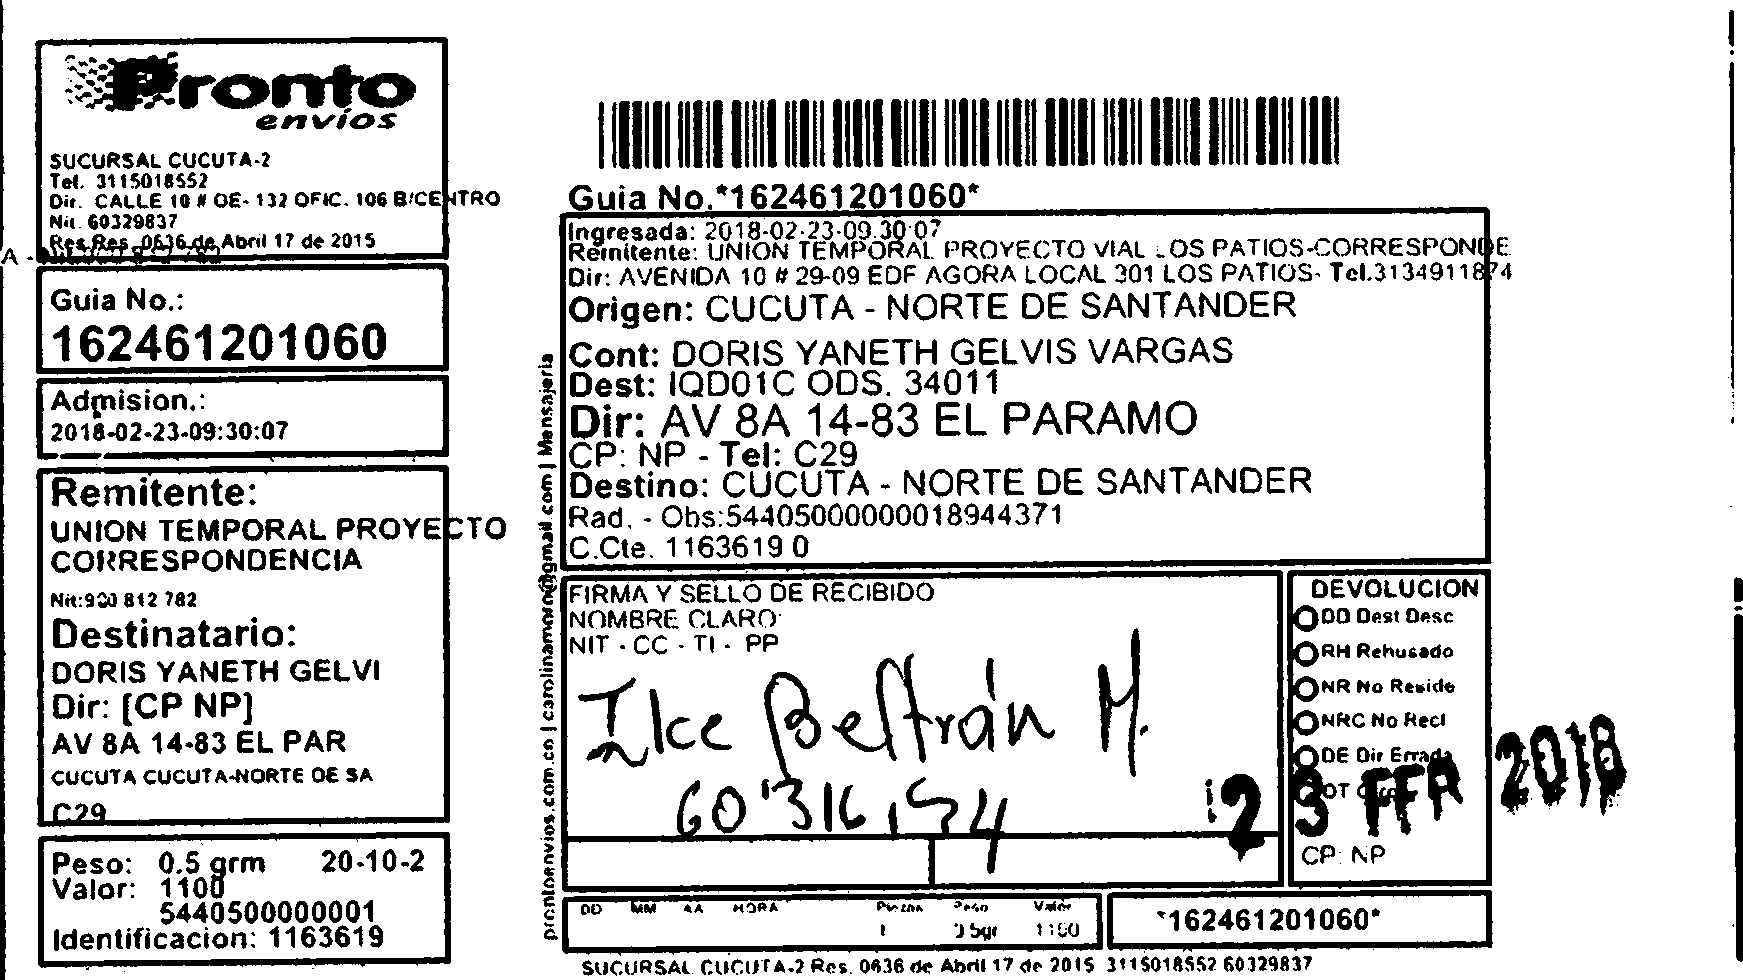 Pronto
envíos
SUCURSAL CUCUTA-2
Tel. 3115018552
Dir. CALLE 10 # OE- 132 OFIC. 106 B/CENTRO
Nit. 60329837
Res.Res. 0636 de Abril 17 de 2015
Guia No.:
162461201060
Admision.:
2018-02-23-09:30:07
Remitente:
UNION TEMPORAL PROYECTO
CORRESPONDENCIA
Nit:900 812 782
Destinatario:
DORIS YANETH GELVI
Dir: [CP NP]
AV 8A 14-83 EL PAR
CUCUTA CUCUTA-NORTE DE SA
C29
Peso: 0.5 grm 20-10-2
Valor: 1100
5440500000001
Identificacion: 1163619
prontoenvios.com.co | carolinamoro@gmail.com | Mensajeria
Guia No.*162461201060*
Ingresada: 2018-02-23-09.30:07
Remitente: UNION TEMPORAL PROYECTO VIAL LOS PATIOS-CORRESPONDE
Dir: AVENIDA 10 # 29-09 EDF AGORA LOCAL 301 LOS PATIOS- Tel.3134911874
Origen: CUCUTA - NORTE DE SANTANDER
Cont: DORIS YANETH GELVIS VARGAS
Dest: IQD01C ODS. 34011
Dir: AV 8A 14-83 EL PARAMO
CP: NP - Tel: C29
Destino: CUCUTA - NORTE DE SANTANDER
Rad. - Obs:54405000000018944371
C.Cte. 1163619 0
FIRMA Y SELLO DE RECIBIDO
NOMBRE CLARO:
NIT - CC - TI - PP
Ilce Beltrán M.
60'316,154
DEVOLUCION
DD Dest Desc
RH Rehusado
NR No Reside
NRC No Recl
DE Dir Errada
OT
23 FEB 2018
CP: NP
DD MM AA HORA Piezas Peso Valor
1 0.5gr 1100
*162461201060*
SUCURSAL CUCUTA-2 Res. 0636 de Abril 17 de 2015 3115018552 60329837